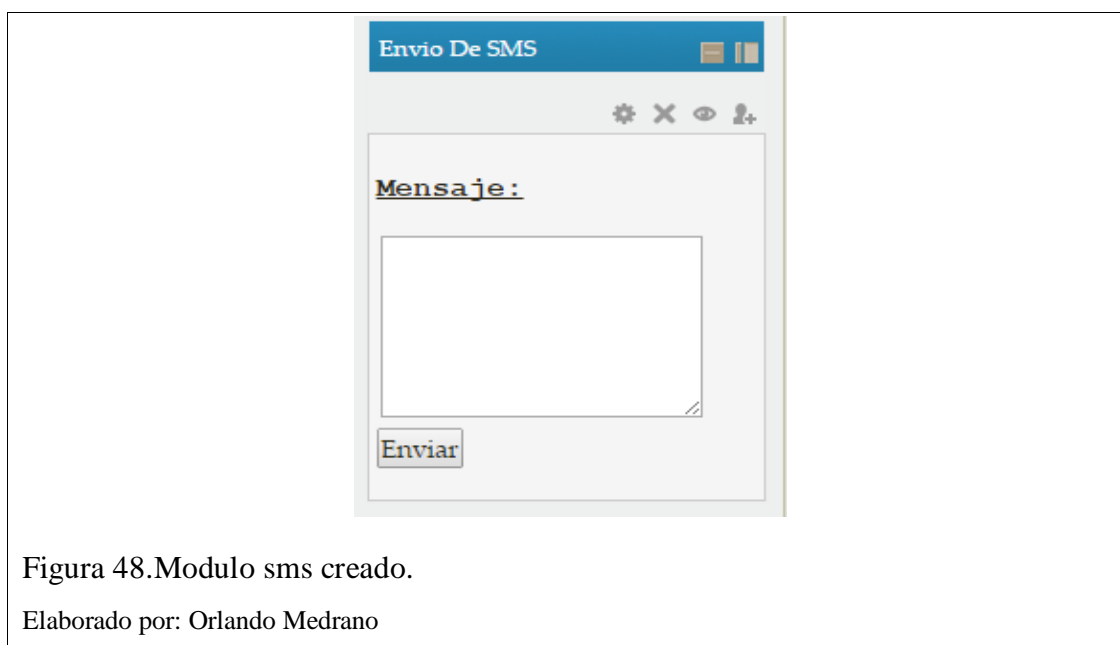 Envio De SMS
Mensaje:
Enviar
Figura 48.Modulo sms creado.
Elaborado por: Orlando Medrano